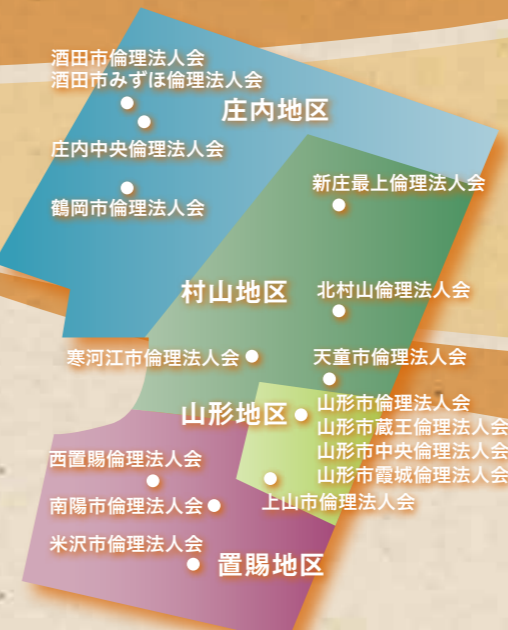 酒田市倫理法人会
酒田市みずほ倫理法人会
庄内地区
庄内中央倫理法人会
新庄最上倫理法人会
鶴岡市倫理法人会
村山地区
北村山倫理法人会
寒河江市倫理法人会
天童市倫理法人会
山形地区
山形市倫理法人会
山形市蔵王倫理法人会
山形市中央倫理法人会
山形市霞城倫理法人会
西置賜倫理法人会
上山市倫理法人会
南陽市倫理法人会
米沢市倫理法人会
置賜地区